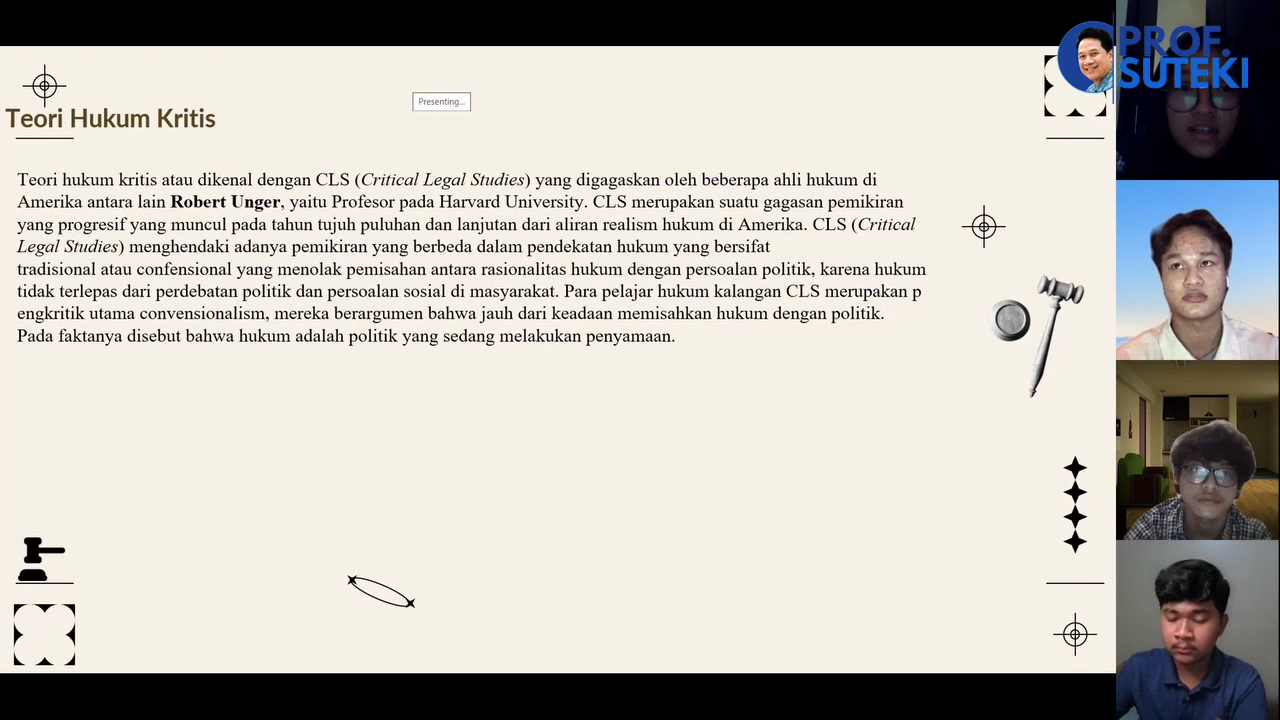 PROF.
SUTEKI
Presenting...
Teori Hukum Kritis
Teori hukum kritis atau dikenal dengan CLS (Critical Legal Studies) yang digagaskan oleh beberapa ahli hukum di
Amerika antara lain Robert Unger, yaitu Profesor pada Harvard University. CLS merupakan suatu gagasan pemikiran
yang progresif yang muncul pada tahun tujuh puluhan dan lanjutan dari aliran realism hukum di Amerika. CLS (Critical
Legal Studies) menghendaki adanya pemikiran yang berbeda dalam pendekatan hukum yang bersifat
tradisional atau confensional yang menolak pemisahan antara rasionalitas hukum dengan persoalan politik, karena hukum
tidak terlepas dari perdebatan politik dan persoalan sosial di masyarakat. Para pelajar hukum kalangan CLS merupakan p
engkritik utama convensionalism, mereka berargumen bahwa jauh dari keadaan memisahkan hukum dengan politik.
Pada faktanya disebut bahwa hukum adalah politik yang sedang melakukan penyamaan.